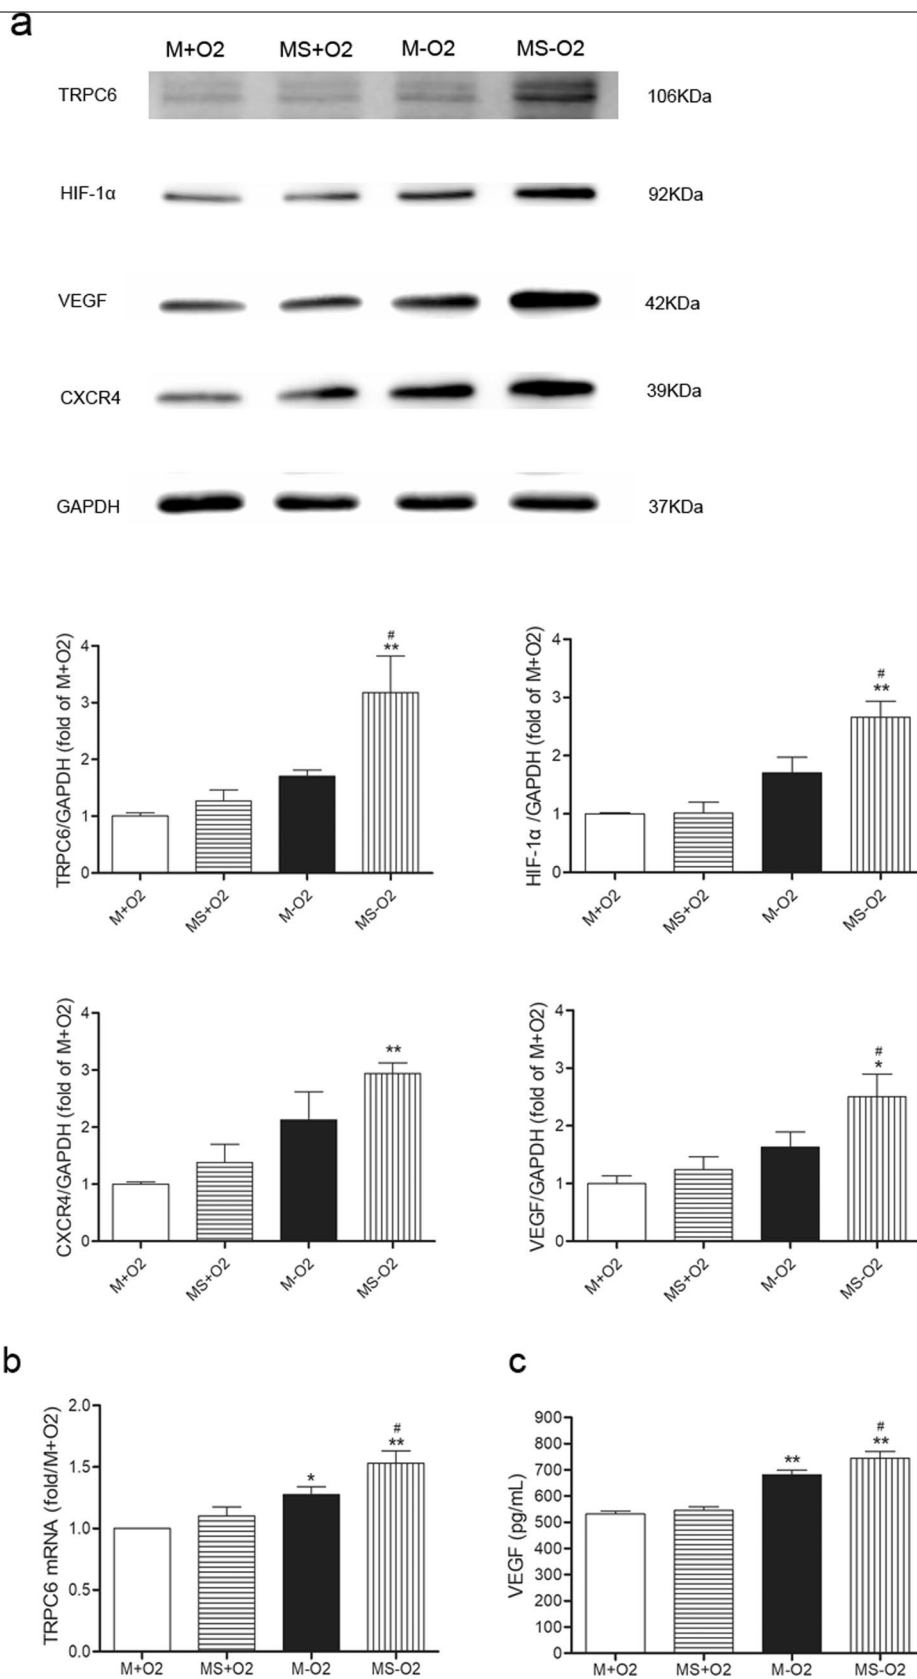 a
M+O2 MS+O2 M-O2 MS-O2
TRPC6 106KDa
HIF-1α 92KDa
VEGF 42KDa
CXCR4 39KDa
GAPDH 37KDa
TRPC6/GAPDH (fold of M+O2)
4
3
2
1
0
#
**
M+O2 MS+O2 M-O2 MS-O2
HIF-1α /GAPDH (fold of M+O2)
4
3
2
1
0
#
**
M+O2 MS+O2 M-O2 MS-O2
CXCR4/GAPDH (fold of M+O2)
4
3
2
1
0
**
M+O2 MS+O2 M-O2 MS-O2
VEGF/GAPDH (fold of M+O2)
4
3
2
1
0
#
*
M+O2 MS+O2 M-O2 MS-O2
b
TRPC6 mRNA (fold/M+O2)
2.0
1.5
1.0
0.5
0.0
*
#
**
M+O2 MS+O2 M-O2 MS-O2
c
VEGF (pg/mL)
900
800
700
600
500
400
300
200
100
0
**
#
**
M+O2 MS+O2 M-O2 MS-O2